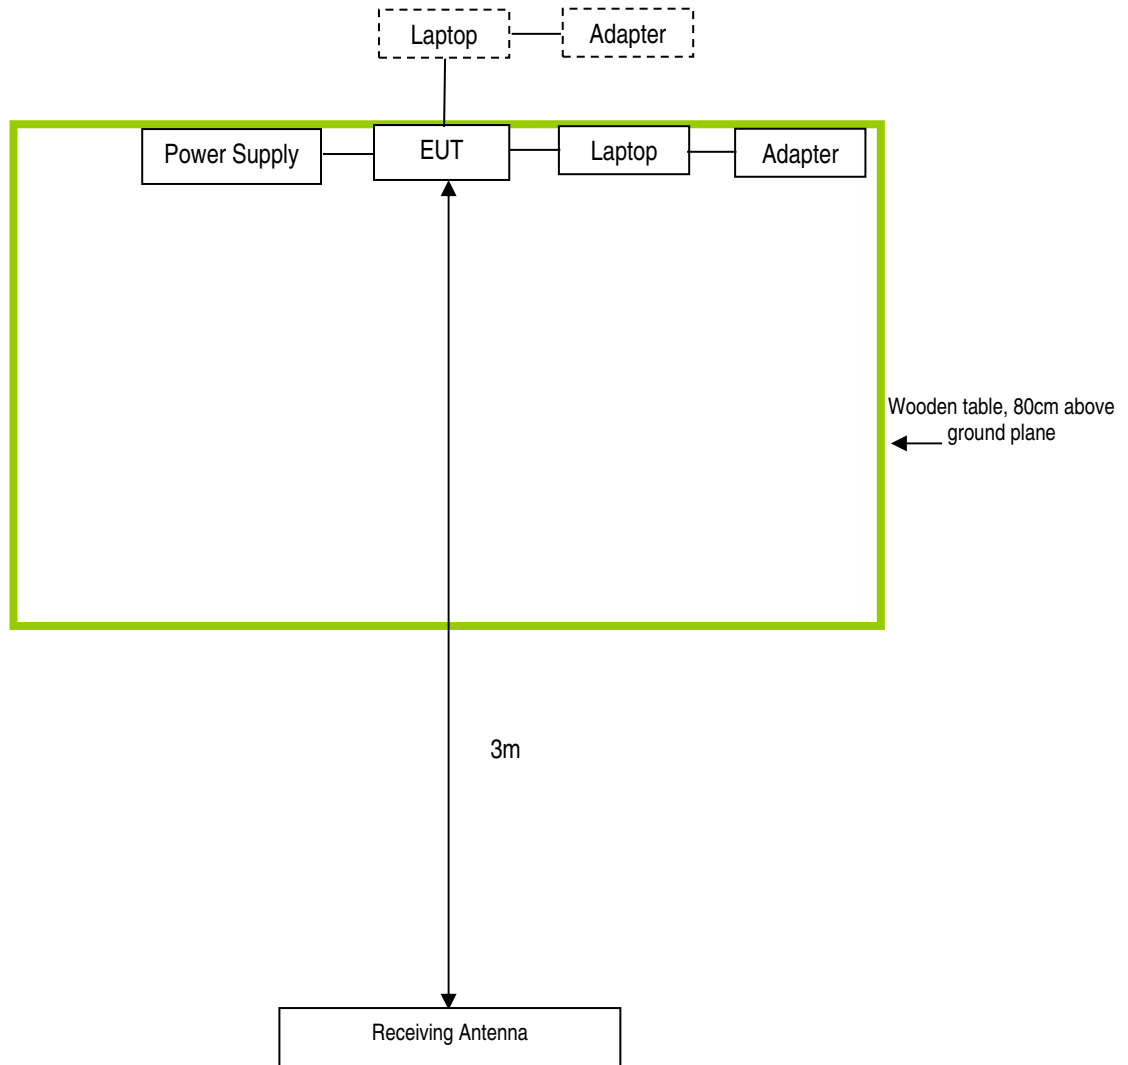 Laptop
Adapter
Power Supply
EUT
Laptop
Adapter
Wooden table, 80cm above
ground plane
3m
Receiving Antenna